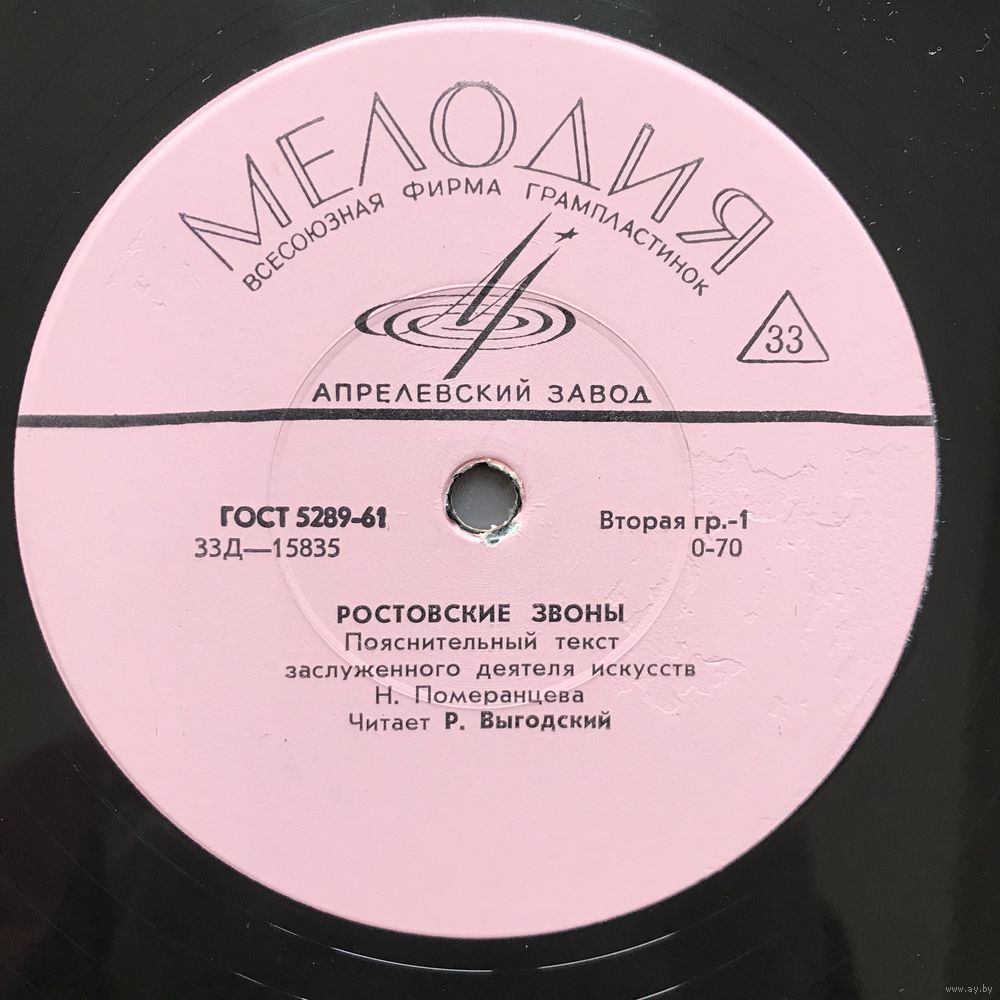 МЕЛОДИЯ
ВСЕСОЮЗНАЯ ФИРМА ГРАМПЛАСТИНОК
33
АПРЕЛЕВСКИЙ ЗАВОД
ГОСТ 5289-61
Вторая гр.-1
33Д—15835
0-70
РОСТОВСКИЕ ЗВОНЫ
Пояснительный текст
заслуженного деятеля искусств
Н. Померанцева
Читает Р. Выгодский
www.ay.by